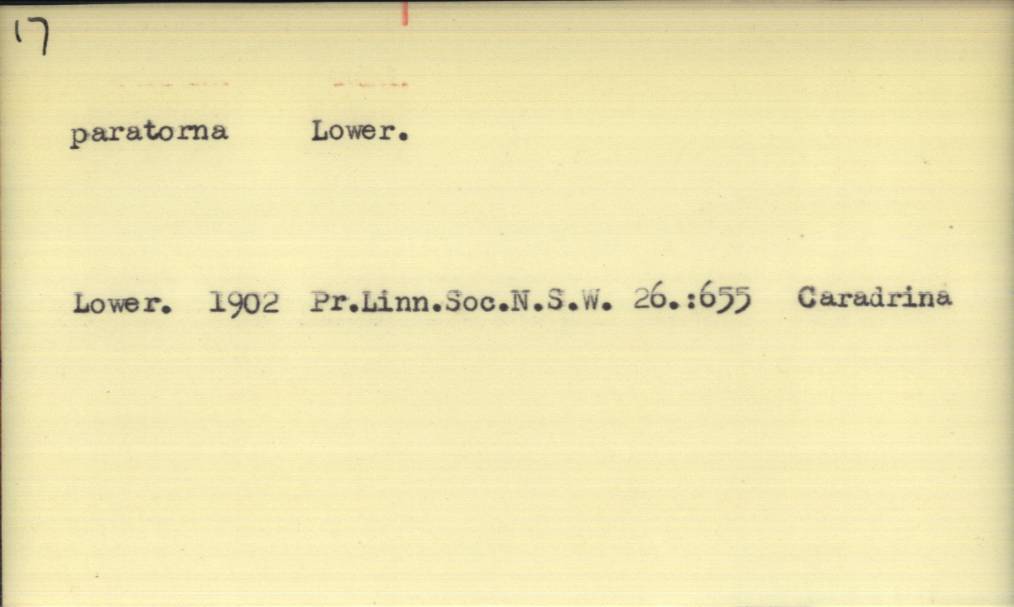 17
paratorna Lower.
Lower. 1902 Pr.Linn.Soc.N.S.W. 26.:655 Caradrina